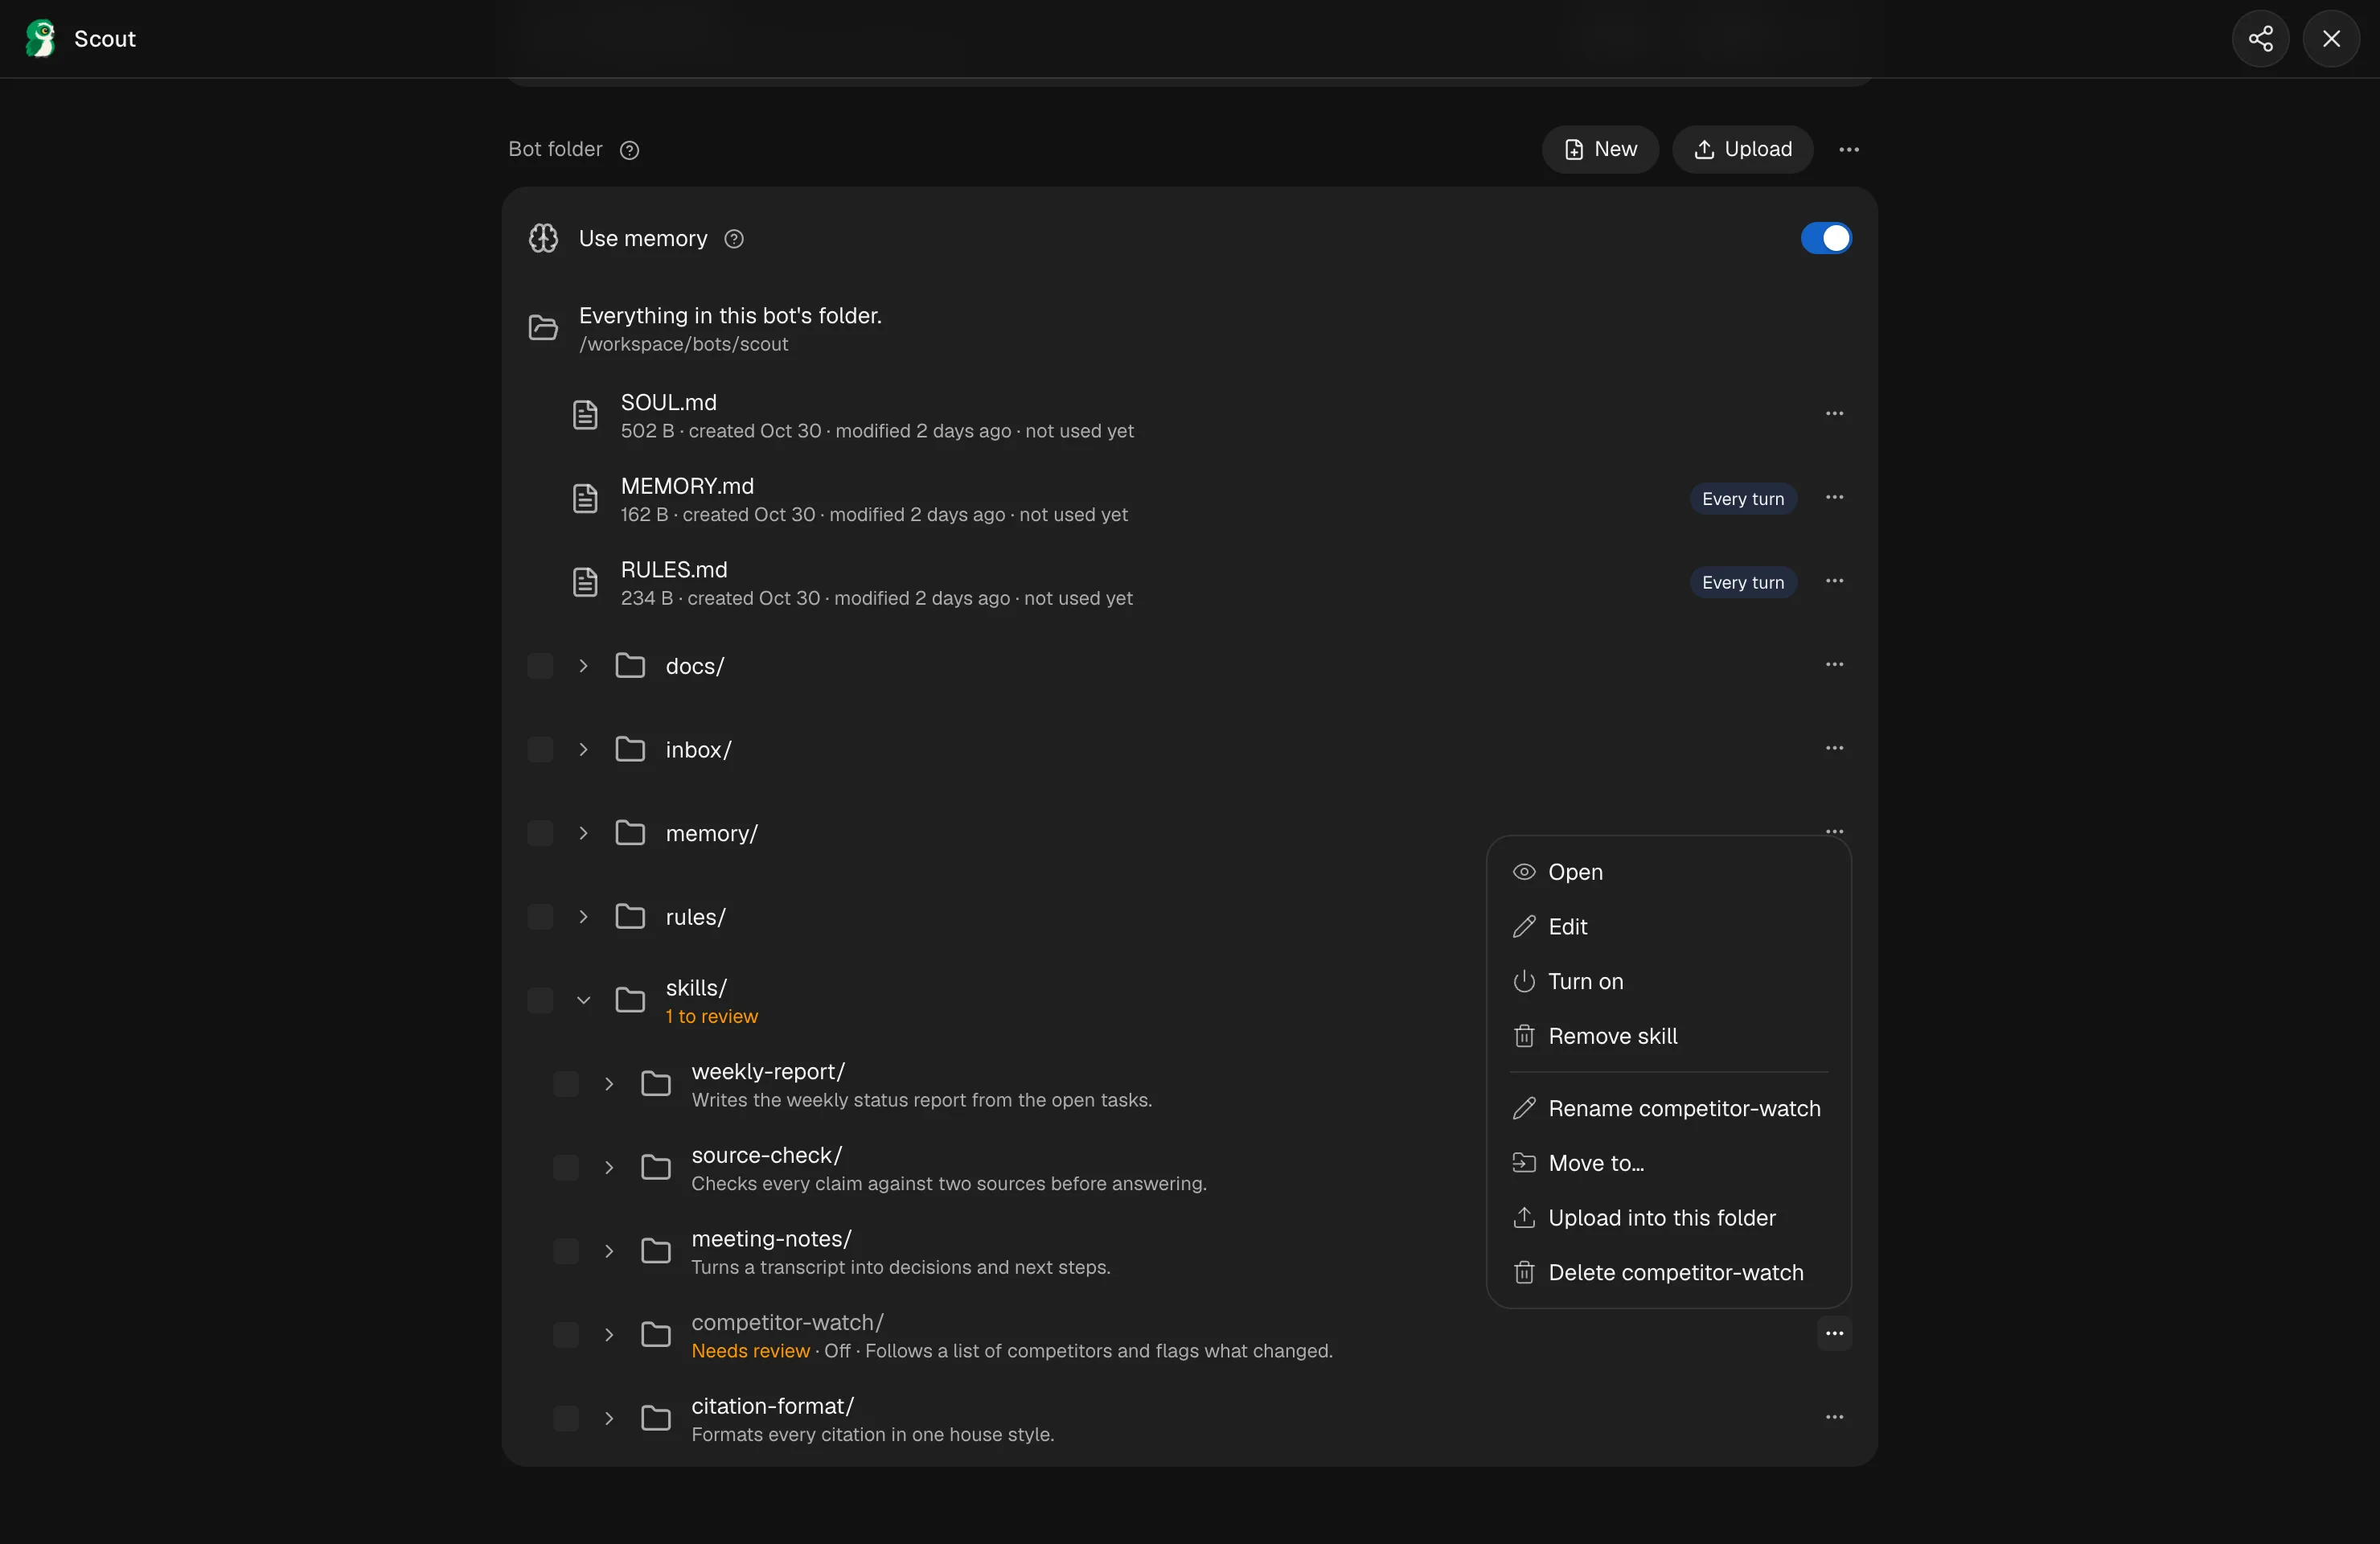 Scout
Bot folder
New
Upload
Use memory
Everything in this bot's folder.
/workspace/bots/scout
SOUL.md
502 B · created Oct 30 · modified 2 days ago · not used yet
MEMORY.md
162 B · created Oct 30 · modified 2 days ago · not used yet
Every turn
RULES.md
234 B · created Oct 30 · modified 2 days ago · not used yet
Every turn
docs/
inbox/
memory/
rules/
skills/
1 to review
weekly-report/
Writes the weekly status report from the open tasks.
source-check/
Checks every claim against two sources before answering.
meeting-notes/
Turns a transcript into decisions and next steps.
competitor-watch/
Needs review · Off · Follows a list of competitors and flags what changed.
citation-format/
Formats every citation in one house style.
Open
Edit
Turn on
Remove skill
Rename competitor-watch
Move to...
Upload into this folder
Delete competitor-watch